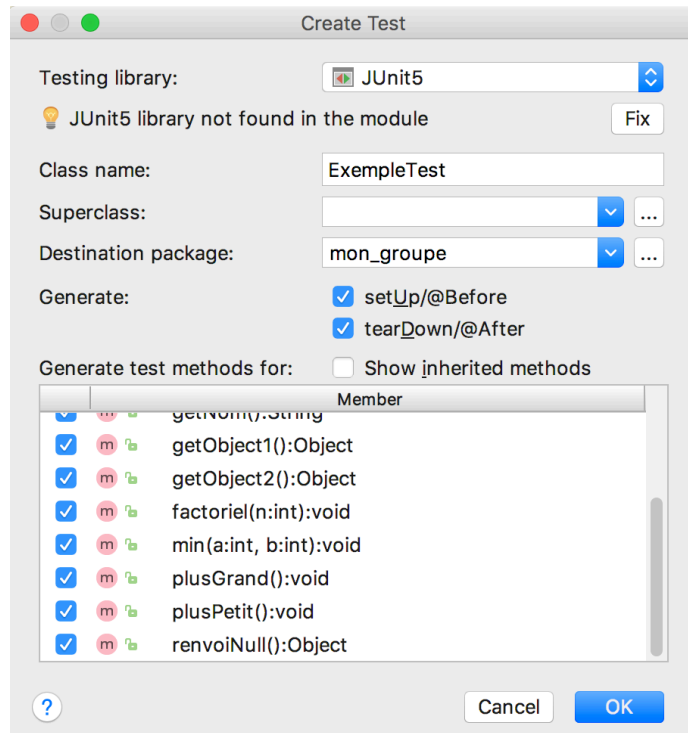 Create Test
Testing library: JUnit5
JUnit5 library not found in the module Fix
Class name: ExempleTest
Superclass: ...
Destination package: mon_groupe ...
Generate: setUp/@Before
tearDown/@After
Generate test methods for: Show inherited methods
Member
m getNom():String
m getObject1():Object
m getObject2():Object
m factoriel(n:int):void
m min(a:int, b:int):void
m plusGrand():void
m plusPetit():void
m renvoiNull():Object
? Cancel OK